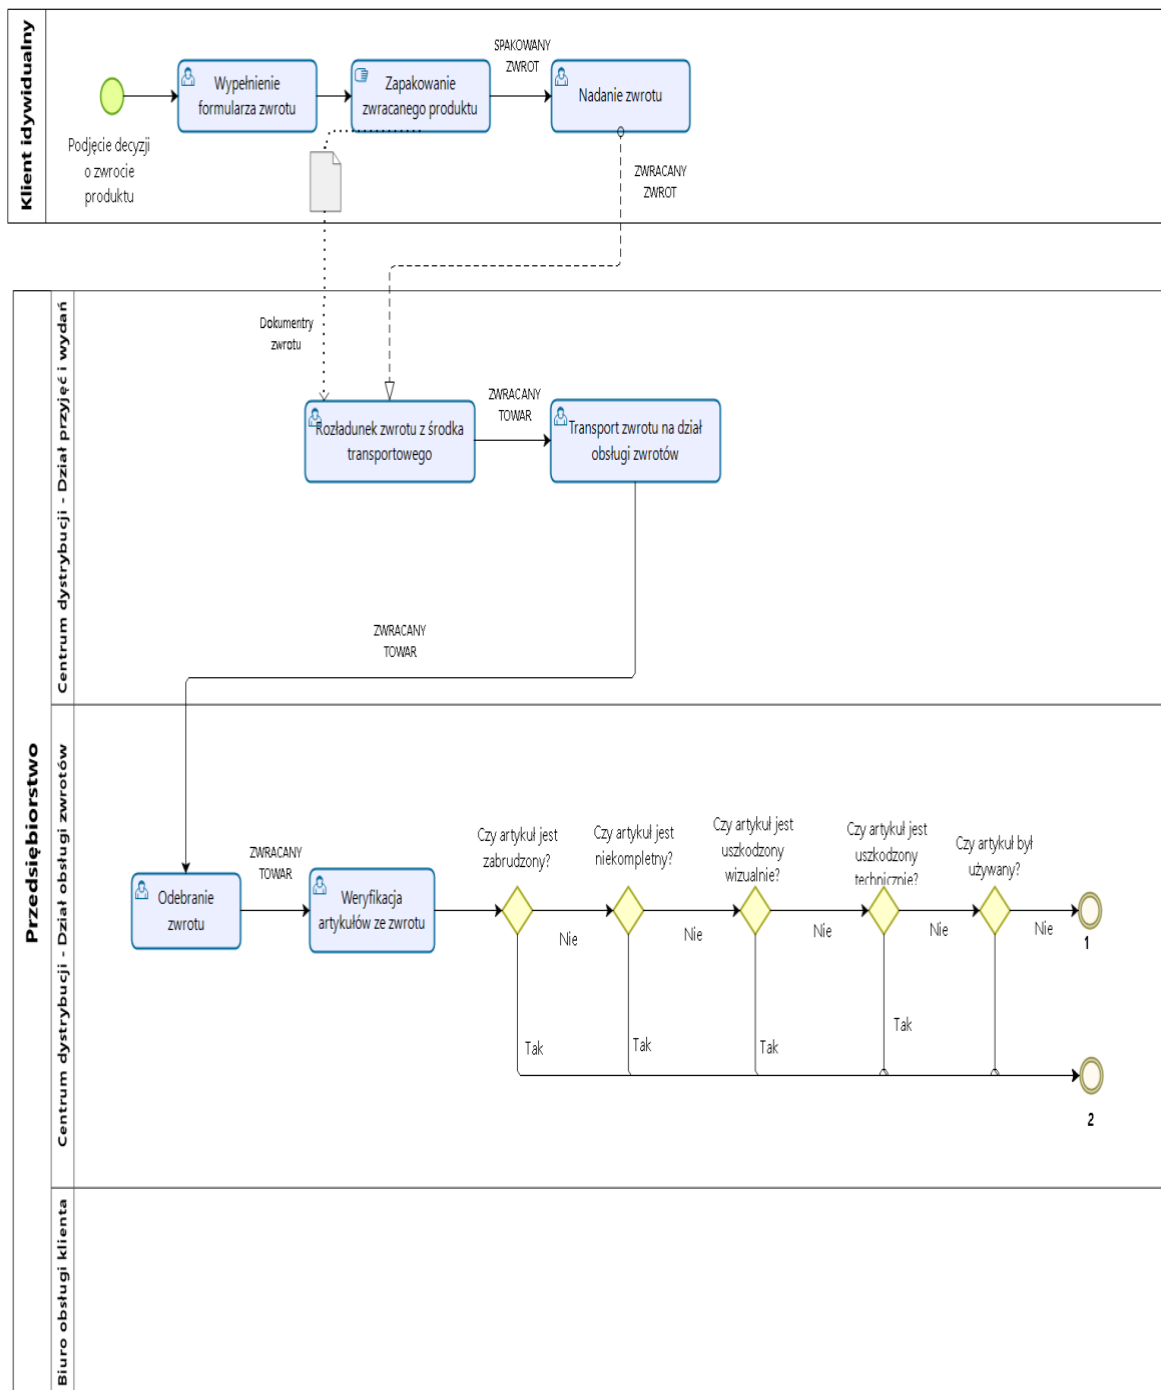 Klient idywidualny
SPAKOWANY
ZWROT
Wypełnienie
formularza zwrotu
Zapakowanie
zwracanego produktu
Nadanie zwrotu
Podjęcie decyzji
o zwrocie
produktu
ZWRACANY
ZWROT
Przedsiębiorstwo
Centrum dystrybucji - Dział przyjęć i wydań
Dokumentry
zwrotu
ZWRACANY
TOWAR
Rozładunek zwrotu z środka
transportowego
Transport zwrotu na dział
obsługi zwrotów
ZWRACANY
TOWAR
Centrum dystrybucji - Dział obsługi zwrotów
ZWRACANY
TOWAR
Odebranie
zwrotu
Weryfikacja
artykułów ze zwrotu
Czy artykuł jest
zabrudzony?
Czy artykuł jest
niekompletny?
Czy artykuł jest
uszkodzony
wizualnie?
Czy artykuł jest
uszkodzony
technicznie?
Czy artykuł był
używany?
Nie
Nie
Nie
Nie
Nie
1
Tak
Tak
Tak
Tak
2
Biuro obsługi klienta